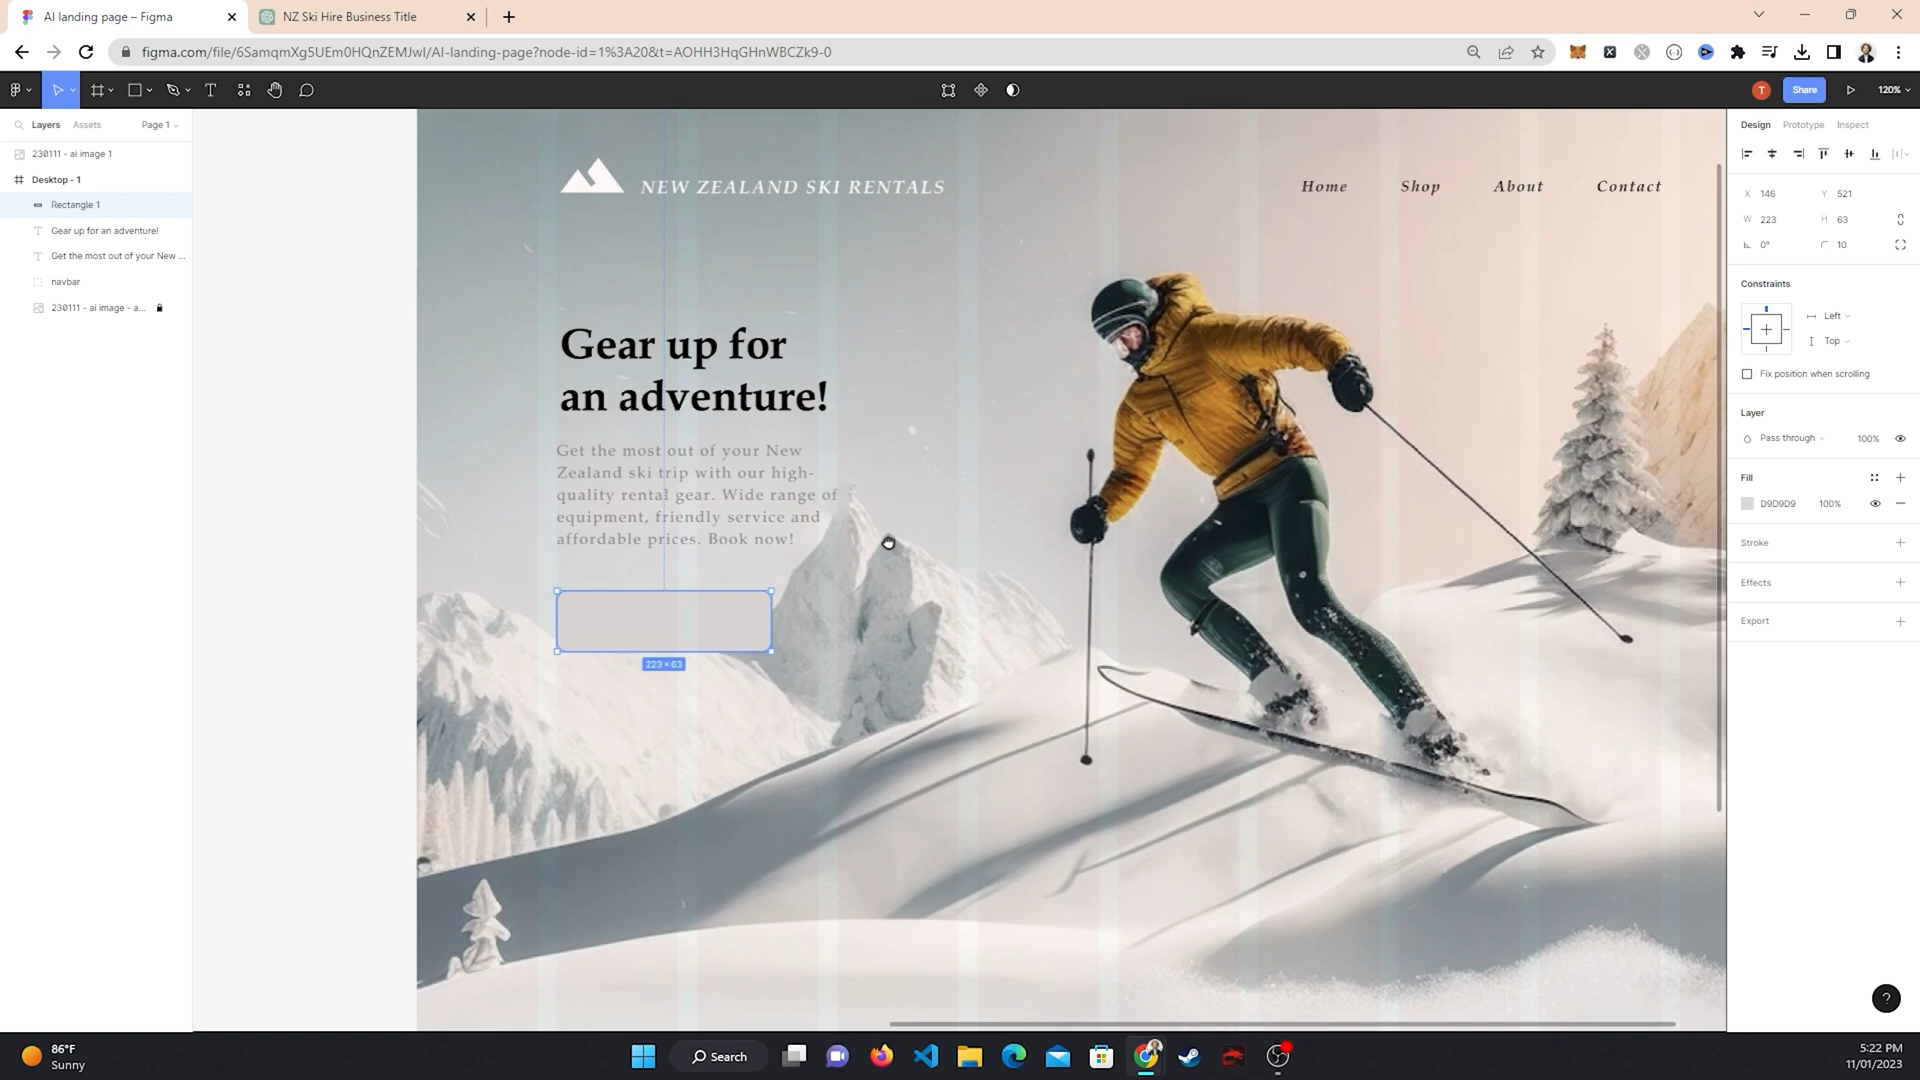 AI landing page – Figma
NZ Ski Hire Business Title
figma.com/file/6SamqmXg5UEm0HQnZEMJwI/AI-landing-page?node-id=1%3A20&t=AOHH3HqGHnWBCZk9-0
T
Share
120%
Layers
Assets
Page 1
230111 - ai image 1
Desktop - 1
Rectangle 1
Gear up for an adventure!
Get the most out of your New ...
navbar
230111 - ai image - a...
NEW ZEALAND SKI RENTALS
Home
Shop
About
Contact
Gear up for
an adventure!
Get the most out of your New
Zealand ski trip with our high-
quality rental gear. Wide range of
equipment, friendly service and
affordable prices. Book now!
223 × 63
Design
Prototype
Inspect
X 146
Y 521
W 223
H 63
0°
10
Constraints
Left
Top
Fix position when scrolling
Layer
Pass through
100%
Fill
D9D9D9
100%
Stroke
Effects
Export
?
86°F
Sunny
Search
5:22 PM
11/01/2023